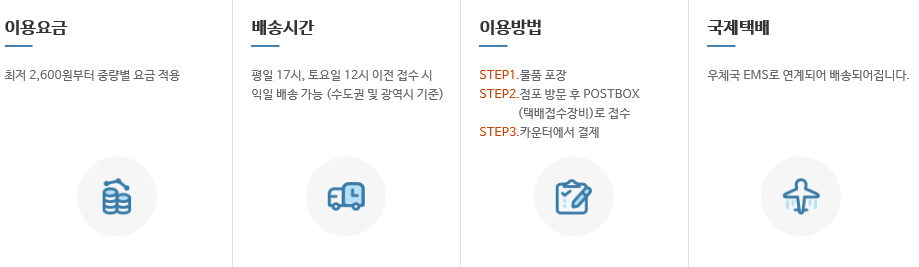 이용요금
최저 2,600원부터 중량별 요금 적용
배송시간
평일 17시, 토요일 12시 이전 접수 시
익일 배송 가능 (수도권 및 광역시 기준)
이용방법
STEP1.물품 포장
STEP2.점포 방문 후 POSTBOX
(택배접수장비)로 접수
STEP3.카운터에서 결제
국제택배
우체국 EMS로 연계되어 배송되어집니다.